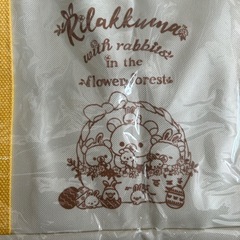 Rilakkuma
with rabbits
in the
flower forest